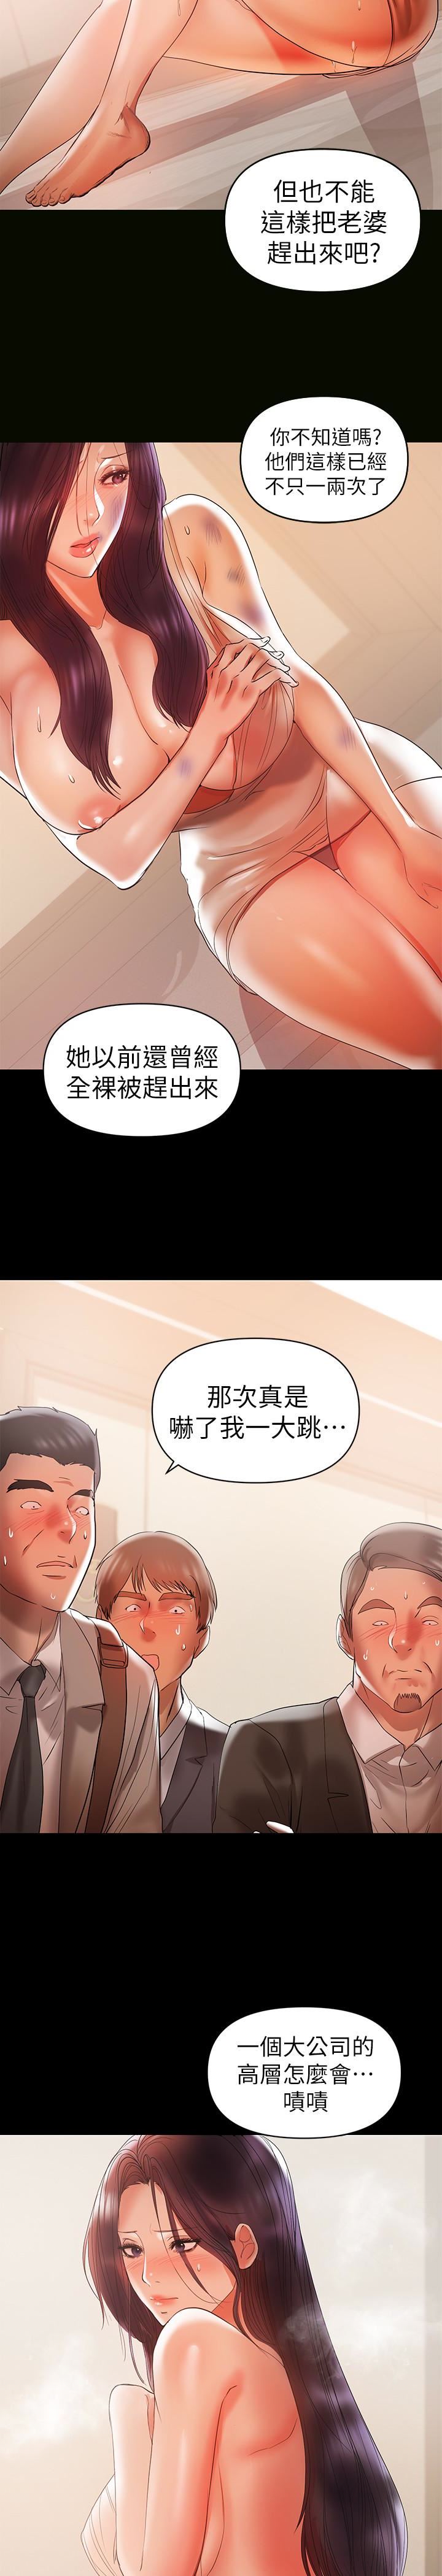 但也不能
這樣把老婆
趕出來吧?
你不知道嗎?
他們這樣已經
不只一兩次了
她以前還曾經
全裸被趕出來
那次真是
嚇了我一大跳…
一個大公司的
高層怎麼會…
嘖嘖